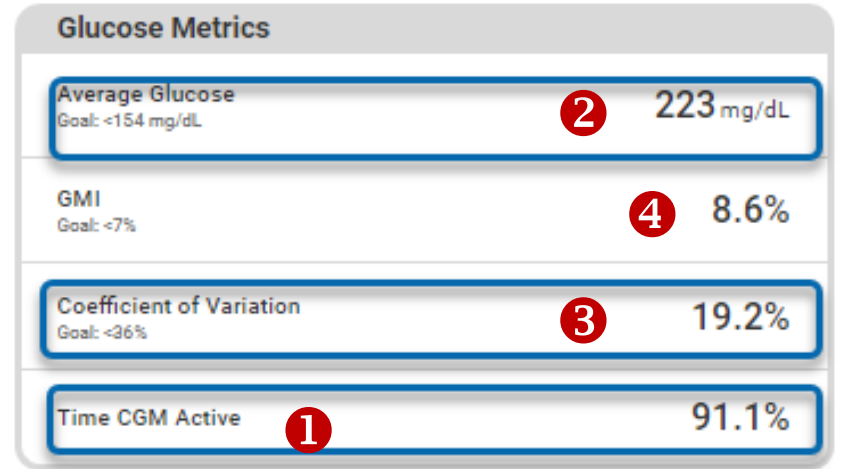 Glucose Metrics
Average Glucose
Goal: <154 mg/dL
2
223 mg/dL
GMI
Goal: <7%
4
8.6%
Coefficient of Variation
Goal: <36%
3
19.2%
Time CGM Active
1
91.1%